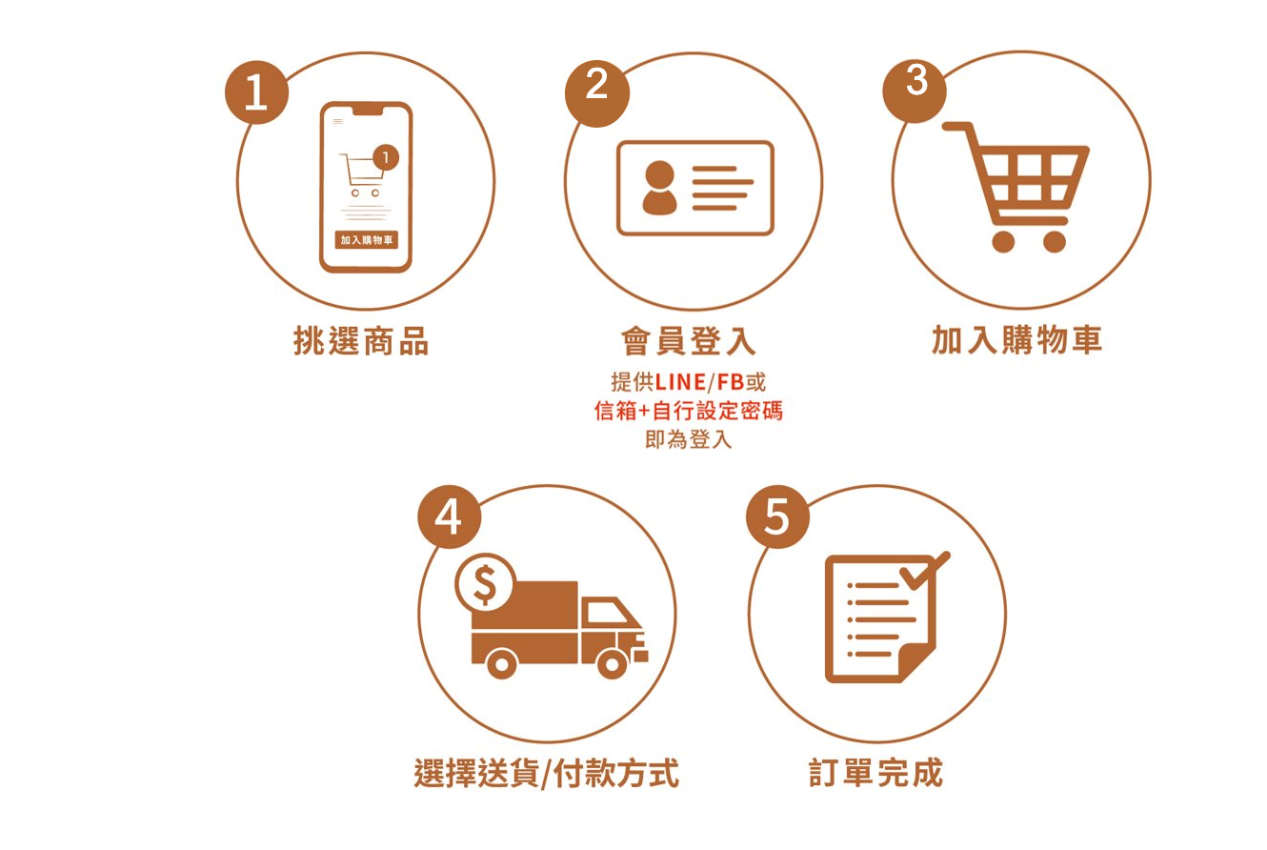 1
1
加入購物車
挑選商品
2
會員登入
提供LINE/FB或
信箱+自行設定密碼
即為登入
3
加入購物車
4
$
選擇送貨/付款方式
5
訂單完成